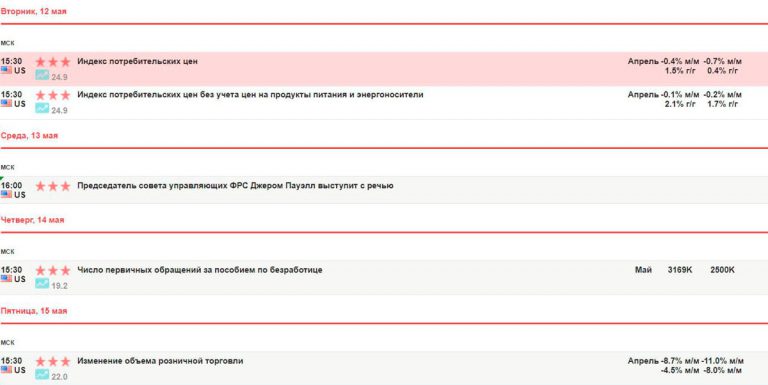 Вторник, 12 мая
МСК
15:30 Индекс потребительских цен Апрель -0.4% м/м -0.7% м/м
US 24.9 1.5% г/г 0.4% г/г
15:30 Индекс потребительских цен без учета цен на продукты питания и энергоносители Апрель -0.1% м/м -0.2% м/м
US 24.9 2.1% г/г 1.7% г/г
Среда, 13 мая
МСК
16:00 Председатель совета управляющих ФРС Джером Пауэлл выступит с речью
US
Четверг, 14 мая
МСК
15:30 Число первичных обращений за пособием по безработице Май 3169K 2500K
US 19.2
Пятница, 15 мая
МСК
15:30 Изменение объема розничной торговли Апрель -8.7% м/м -11.0% м/м
US 22.0 -4.5% м/м -8.0% м/м